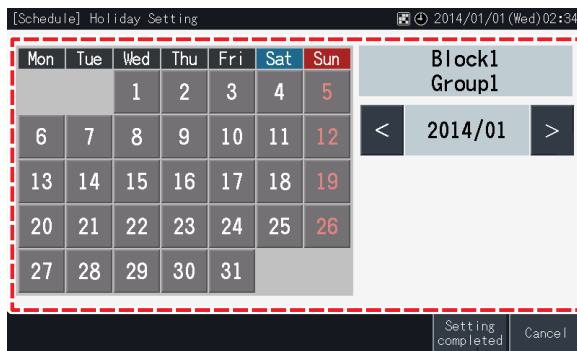 [Schedule] Holiday Setting 2014/01/01(Wed)02:34
Mon Tue Wed Thu Fri Sat Sun
Block1
Group1
1 2 3 4 5
< 2014/01 >
6 7 8 9 10 11 12
13 14 15 16 17 18 19
20 21 22 23 24 25 26
27 28 29 30 31
Setting
completed
Cancel